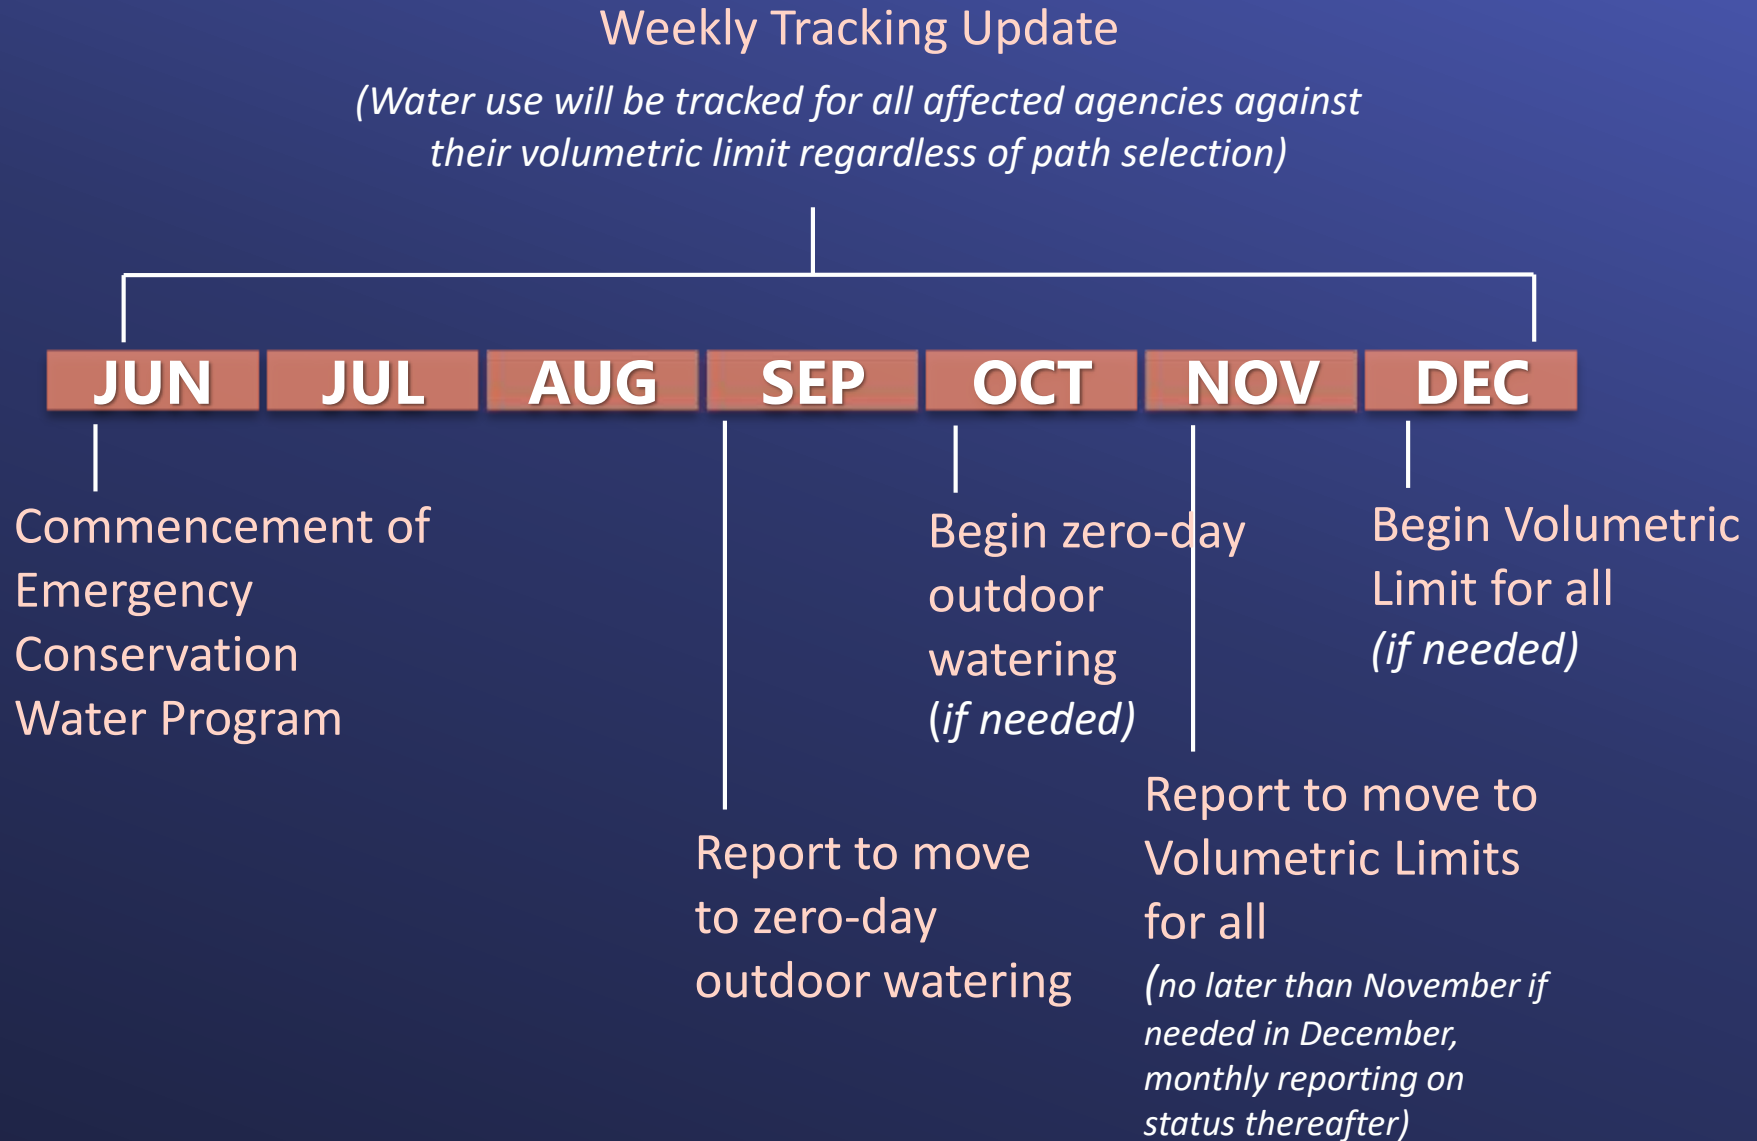 Weekly Tracking Update
(Water use will be tracked for all affected agencies against
their volumetric limit regardless of path selection)
JUN JUL AUG SEP OCT NOV DEC
Commencement of
Emergency
Conservation
Water Program
Report to move
to zero-day
outdoor watering
Begin zero-day
outdoor
watering
(if needed)
Report to move to
Volumetric Limits
for all
(no later than November if
needed in December,
monthly reporting on
status thereafter)
Begin Volumetric
Limit for all
(if needed)